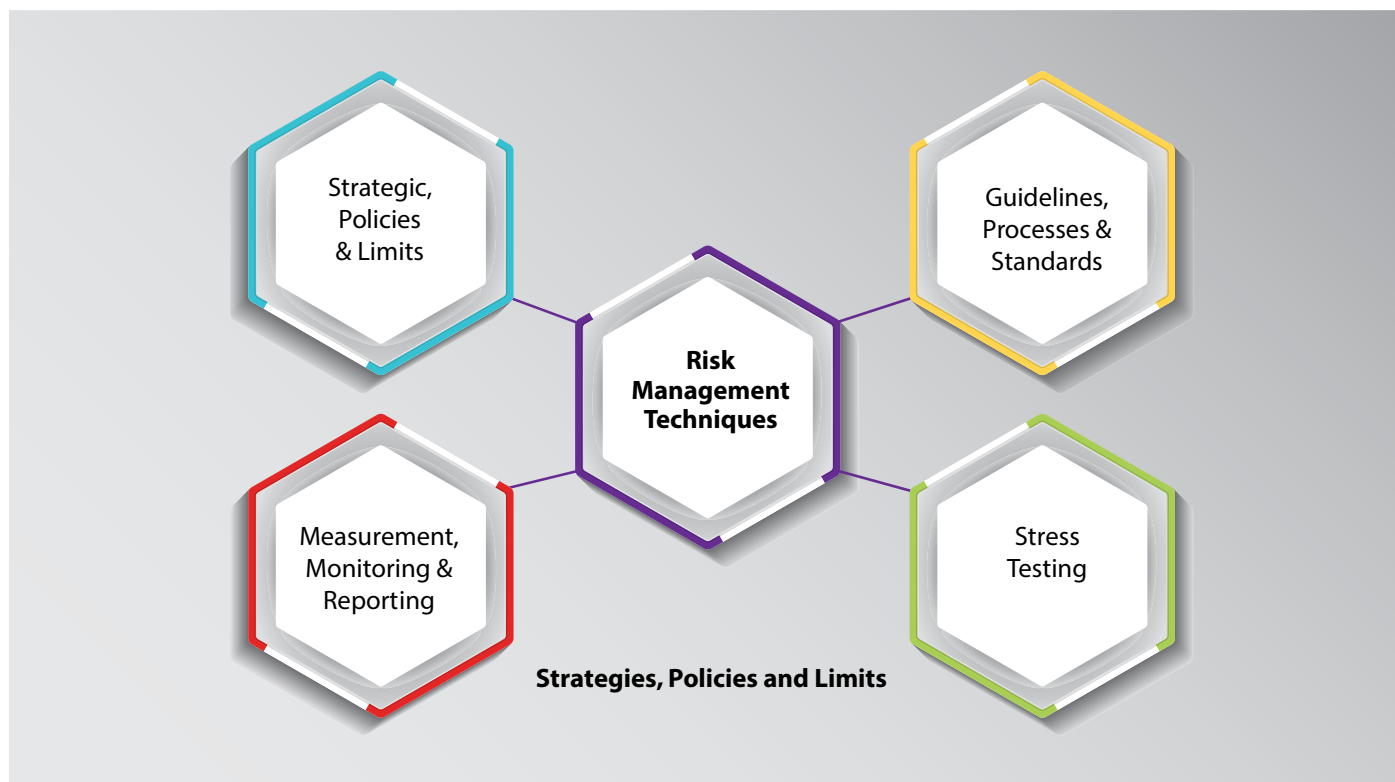 Strategic,
Policies
& Limits
Guidelines,
Processes &
Standards
Risk
Management
Techniques
Measurement,
Monitoring &
Reporting
Stress
Testing
Strategies, Policies and Limits